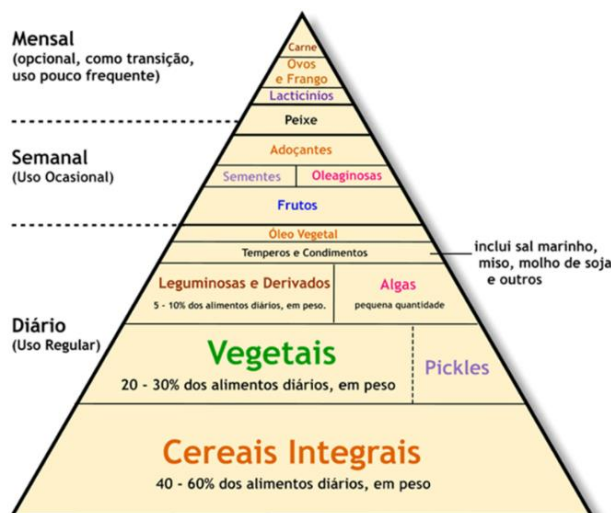 Mensal
(opcional, como transição,
uso pouco frequente)
Carne
Ovos
e Frango
Lacticínios
Peixe
Semanal
(Uso Ocasional)
Adoçantes
Sementes
Oleaginosas
Frutos
Óleo Vegetal
Temperos e Condimentos
inclui sal marinho,
miso, molho de soja
e outros
Diário
(Uso Regular)
Leguminosas e Derivados
5 - 10% dos alimentos diários, em peso.
Algas
pequena quantidade
Vegetais
20 - 30% dos alimentos diários, em peso
Pickles
Cereais Integrais
40 - 60% dos alimentos diários, em peso